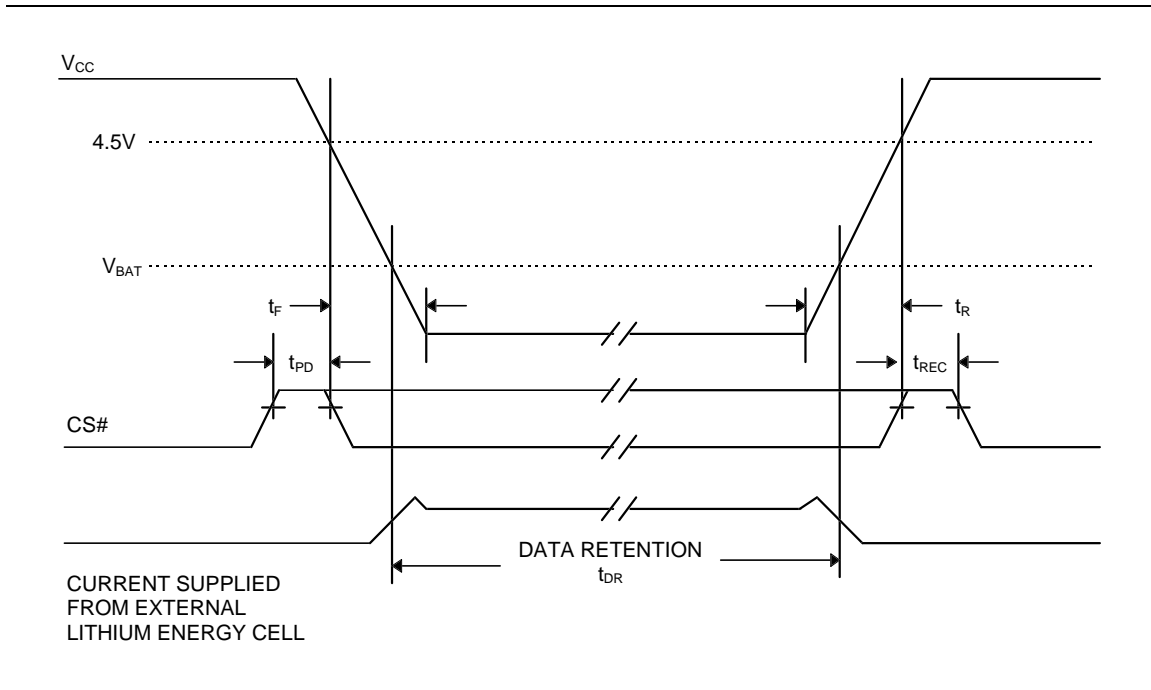 VCC
4.5V
VBAT
tF
tR
tPD
tREC
CS#
DATA RETENTION
tDR
CURRENT SUPPLIED
FROM EXTERNAL
LITHIUM ENERGY CELL